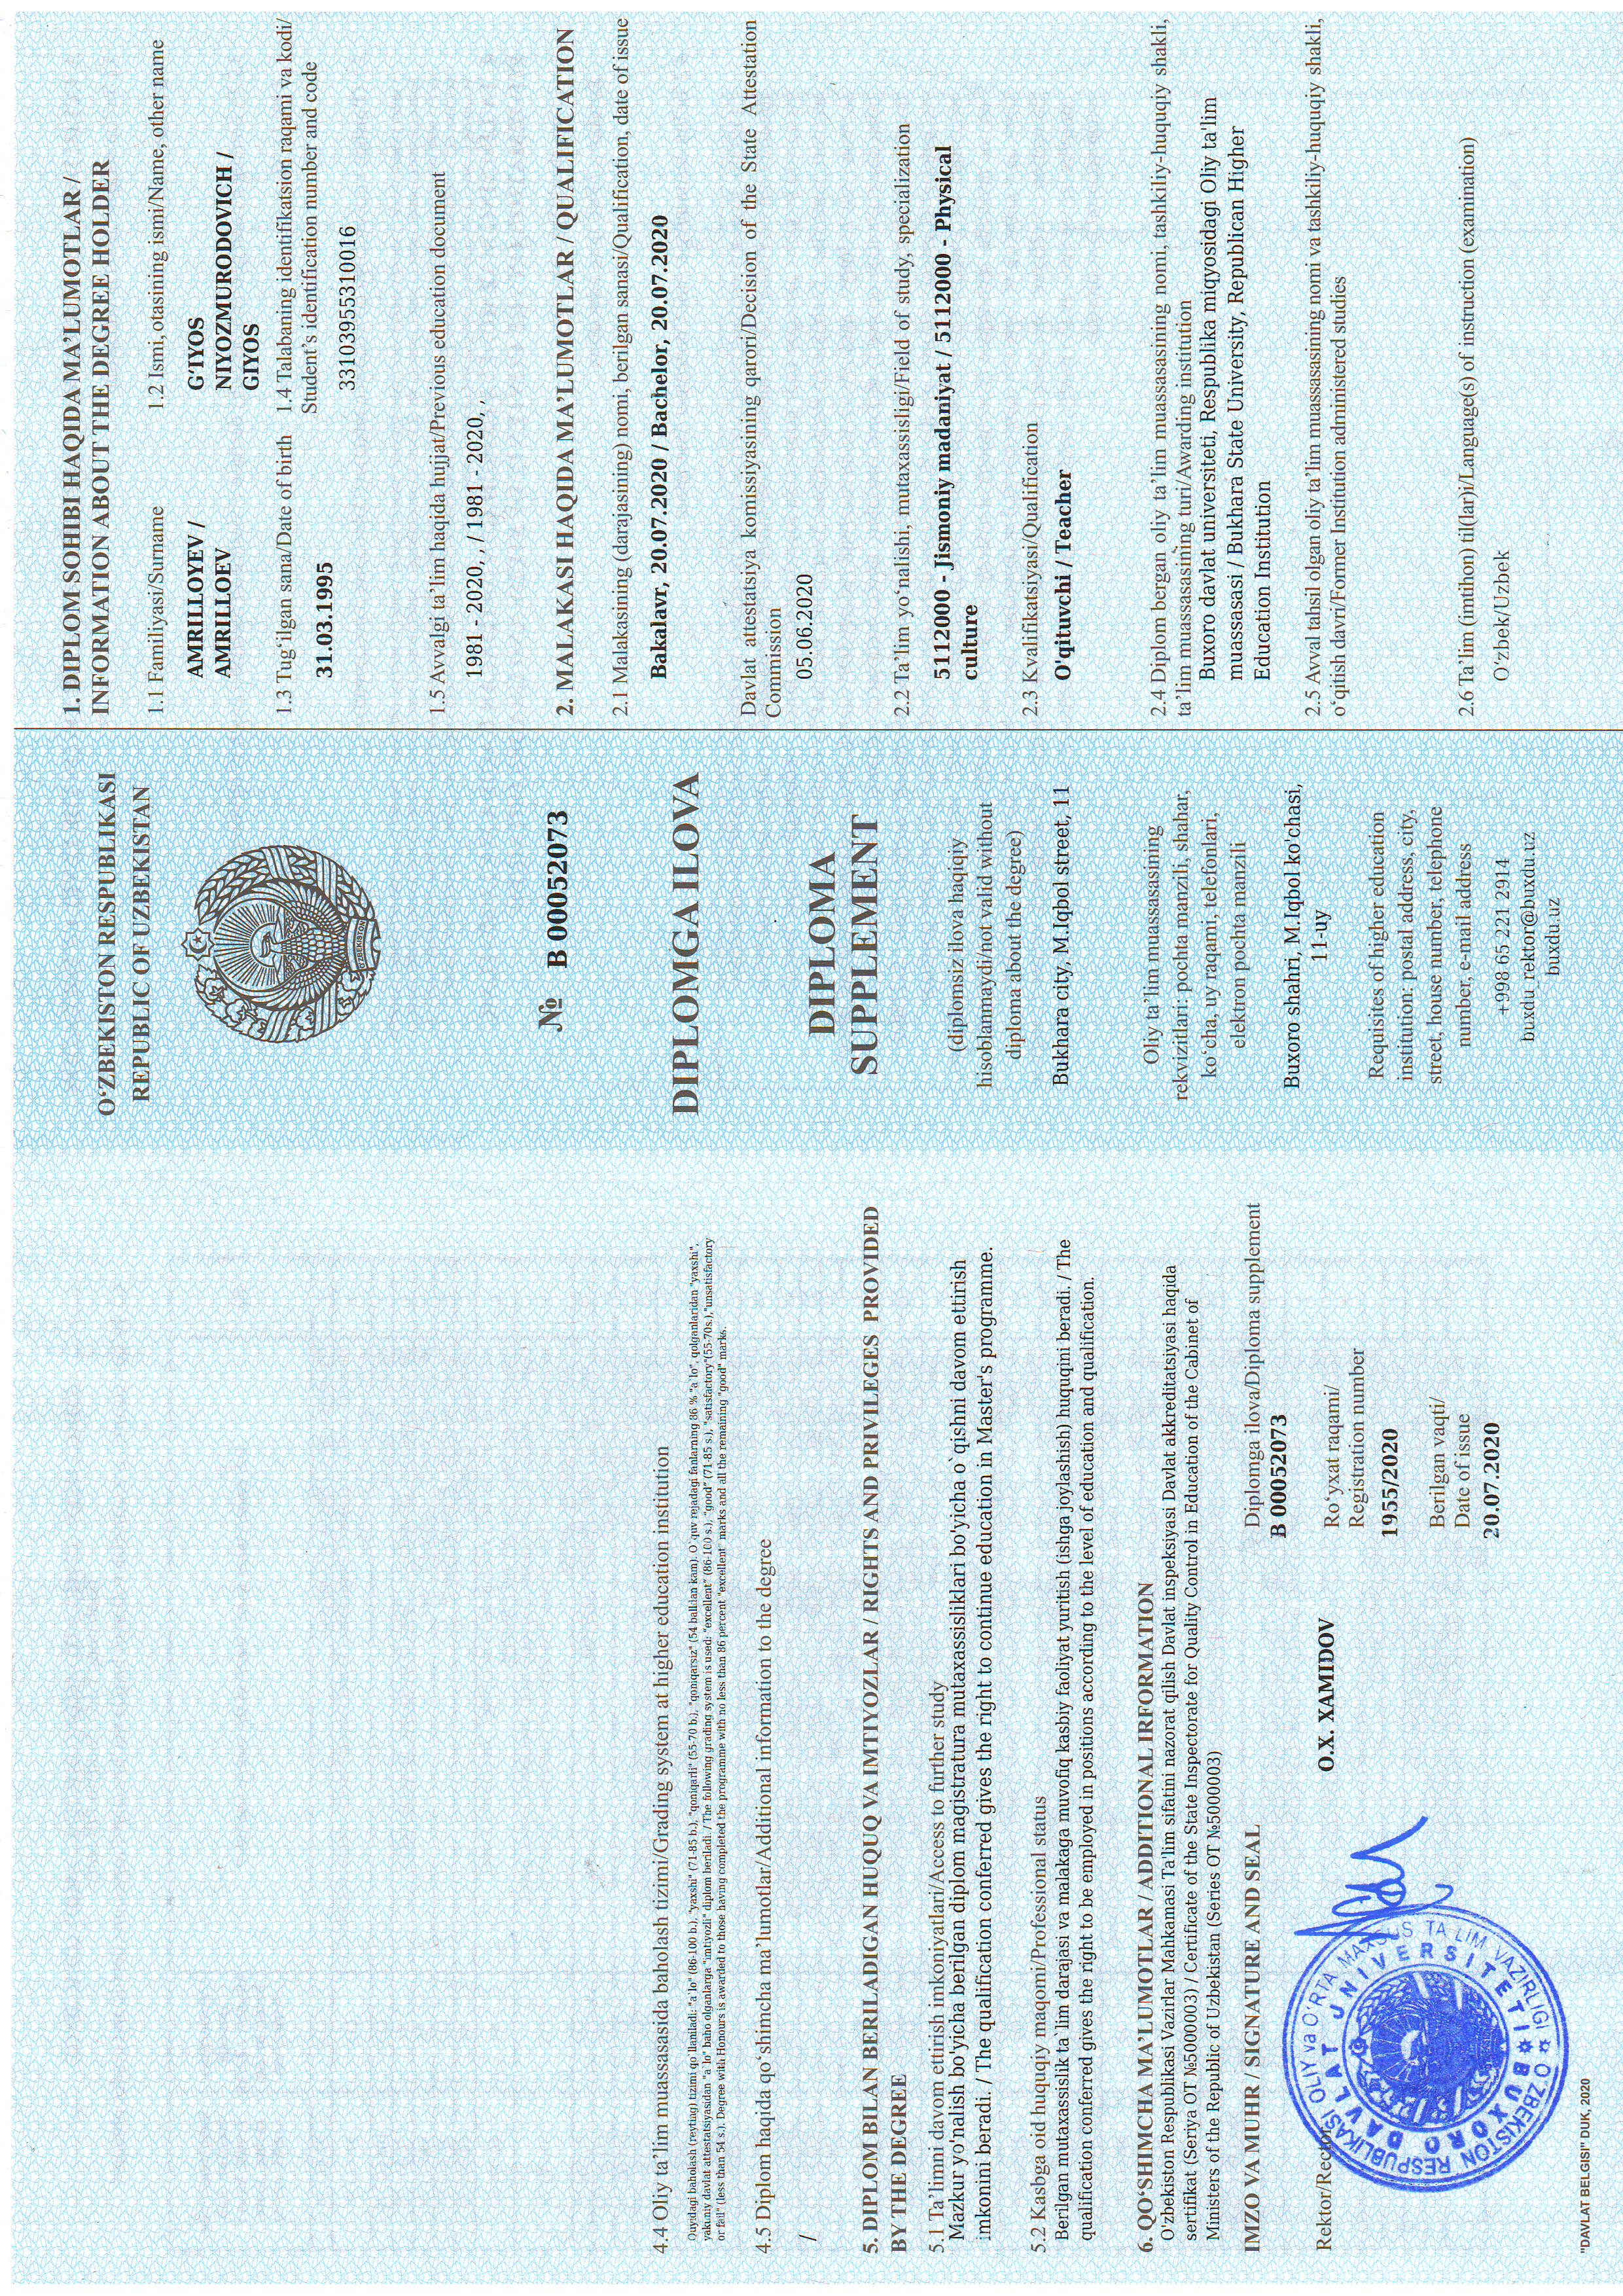 O‘ZBEKISTON RESPUBLIKASI
REPUBLIC OF UZBEKISTAN
O'ZBEKISTON
№ B 00052073
DIPLOMGA ILOVA
DIPLOMA
SUPPLEMENT
(diplomsiz ilova haqiqiy
hisoblanmaydi/not valid without
diploma about the degree)
Bukhara city, M.Iqbol street, 11
Oliy ta’lim muassasasining
rekvizitlari: pochta manzili, shahar,
ko‘cha, uy raqami, telefonlari,
elektron pochta manzili
Buxoro shahri, M.Iqbol ko'chasi,
11-uy
Requisites of higher education
institution: postal address, city,
street, house number, telephone
number, e-mail address
+998 65 221 2914
buxdu rektor@buxdu.uz
buxdu.uz
1. DIPLOM SOHIBI HAQIDA MA’LUMOTLAR /
INFORMATION ABOUT THE DEGREE HOLDER
1.1 Familiyasi/Surname
AMRILLOYEV /
AMRILLOEV
1.2 Ismi, otasining ismi/Name, other name
G‘IYOS
NIYOZMURODOVICH /
GIYOS
1.3 Tug‘ilgan sana/Date of birth
31.03.1995
1.4 Talabaning identifikatsion raqami va kodi/
Student’s identification number and code
33103955310016
1.5 Avvalgi ta’lim haqida hujjat/Previous education document
1981 - 2020, , / 1981 - 2020, ,
2. MALAKASI HAQIDA MA’LUMOTLAR / QUALIFICATION
2.1 Malakasining (darajasining) nomi, berilgan sanasi/Qualification, date of issue
Bakalavr, 20.07.2020 / Bachelor, 20.07.2020
Davlat attestatsiya komissiyasining qarori/Decision of the State Attestation
Commission
05.06.2020
2.2 Ta’lim yo‘nalishi, mutaxassisligi/Field of study, specialization
5112000 - Jismoniy madaniyat / 5112000 - Physical
culture
2.3 Kvalifikatsiyasi/Qualification
O'qituvchi / Teacher
2.4 Diplom bergan oliy ta’lim muassasasining nomi, tashkiliy-huquqiy shakli,
ta’lim muassasasining turi/Awarding institution
Buxoro davlat universiteti, Respublika miqyosidagi Oliy ta'lim
muassasasi / Bukhara State University, Republican Higher
Education Institution
2.5 Avval tahsil olgan oliy ta’lim muassasasining nomi va tashkiliy-huquqiy shakli,
o‘qitish davri/Former Institution administered studies
2.6 Ta’lim (imtihon) til(lar)i/Language(s) of instruction (examination)
O'zbek/Uzbek
4.4 Oliy ta’lim muassasasida baholash tizimi/Grading system at higher education institution
Quyidagi baholash (reyting) tizimi qo`llaniladi: "a`lo" (86-100 b.), "yaxshi" (71-85 b.), "qoniqarli" (55-70 b.), "qoniqarsiz" (54 baldan kam). O`quv rejadagi fanlarning 86 % "a`lo", qolganlaridan "yaxshi",
yakuniy davlat attestatsiyasidan "a`lo" baho olganlarga "imtiyozli" diplom beriladi. / The following grading system is used: "excellent" (86-100 s.), "good" (71-85 s.), "satisfactory"(55-70s.),"unsatisfactory
or fail" (less than 54 s.). Degree with Honours is awarded to those having completed the programme with no less than 86 percent "excellent" marks and all the remaining "good" marks.
4.5 Diplom haqida qo‘shimcha ma’lumotlar/Additional information to the degree
/
5. DIPLOM BILAN BERILADIGAN HUQUQ VA IMTIYOZLAR / RIGHTS AND PRIVILEGES PROVIDED
BY THE DEGREE
5.1 Ta’limni davom ettirish imkoniyatlari/Access to further study
Mazkur yo'nalish bo'yicha berilgan diplom magistratura mutaxassisliklari bo'yicha o`qishni davom ettirish
imkonini beradi. / The qualification conferred gives the right to continue education in Master's programme.
5.2 Kasbga oid huquqiy maqomi/Professional status
Berilgan mutaxassislik ta`lim darajasi va malakaga muvofiq kasbiy faoliyat yuritish (ishga joylashish) huquqini beradi. / The
qualification conferred gives the right to be employed in positions according to the level of education and qualification.
6. QO‘SHIMCHA MA’LUMOTLAR / ADDITIONAL IRFORMATION
O'zbekiston Respublikasi Vazirlar Mahkamasi Ta'lim sifatini nazorat qilish Davlat inspeksiyasi Davlat akkreditatsiyasi haqida
sertifikat (Seriya OT №5000003) / Certificate of the State Inspectorate for Quality Control in Education of the Cabinet of
Ministers of the Republic of Uzbekistan (Series OT №5000003)
IMZO VA MUHR / SIGNATURE AND SEAL
Rektor/Rector
O.X. XAMIDOV
Diplomga ilova/Diploma supplement
B 00052073
Ro‘yxat raqami/
Registration number
1955/2020
Berilgan vaqti/
Date of issue
20.07.2020
O'ZBEKISTON RESPUBLIKASI OLIY va O'RTA MAXSUS TA'LIM VAZIRLIGI
BUXORO DAVLAT UNIVERSITETI
"DAVLAT BELGISI" DUK, 2020